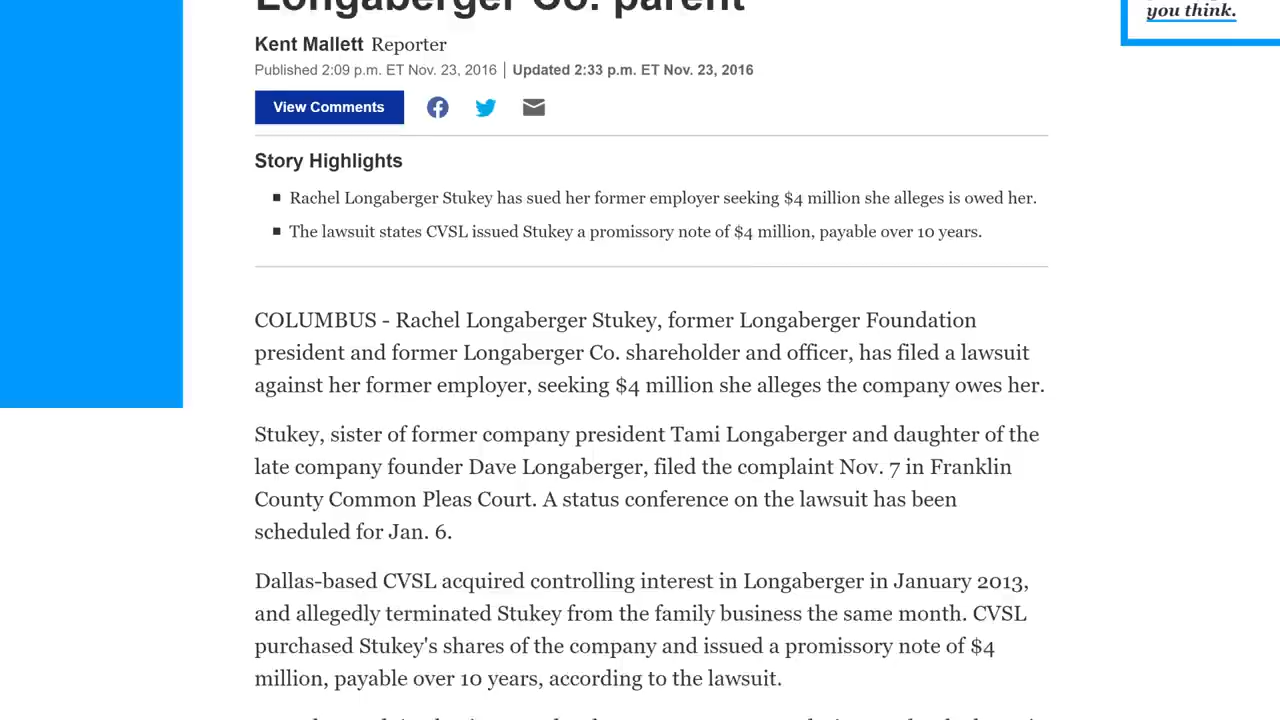 Longaberger Co. parent
you think.
Kent Mallett Reporter
Published 2:09 p.m. ET Nov. 23, 2016 | Updated 2:33 p.m. ET Nov. 23, 2016
View Comments
Story Highlights
Rachel Longaberger Stukey has sued her former employer seeking $4 million she alleges is owed her.
The lawsuit states CVSL issued Stukey a promissory note of $4 million, payable over 10 years.
COLUMBUS - Rachel Longaberger Stukey, former Longaberger Foundation
president and former Longaberger Co. shareholder and officer, has filed a lawsuit
against her former employer, seeking $4 million she alleges the company owes her.
Stukey, sister of former company president Tami Longaberger and daughter of the
late company founder Dave Longaberger, filed the complaint Nov. 7 in Franklin
County Common Pleas Court. A status conference on the lawsuit has been
scheduled for Jan. 6.
Dallas-based CVSL acquired controlling interest in Longaberger in January 2013,
and allegedly terminated Stukey from the family business the same month. CVSL
purchased Stukey's shares of the company and issued a promissory note of $4
million, payable over 10 years, according to the lawsuit.